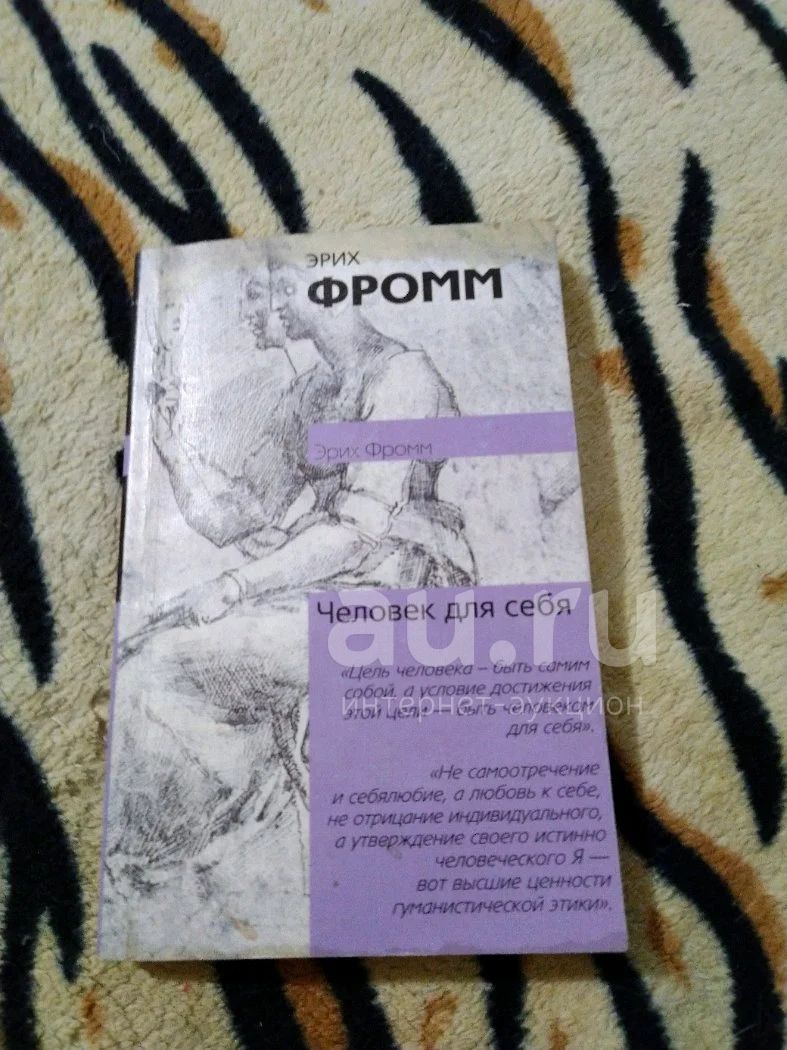 ЭРИХ
ФРОММ
Эрих Фромм
Человек для себя
au.ru
«Цель человека – быть самим
собой, а условие достижения
интернет-аукцион
этой цели — быть человеком
для себя».
«Не самоотречение
и себялюбие, а любовь к себе,
не отрицание индивидуального,
а утверждение своего истинно
человеческого Я —
вот высшие ценности
гуманистической этики».